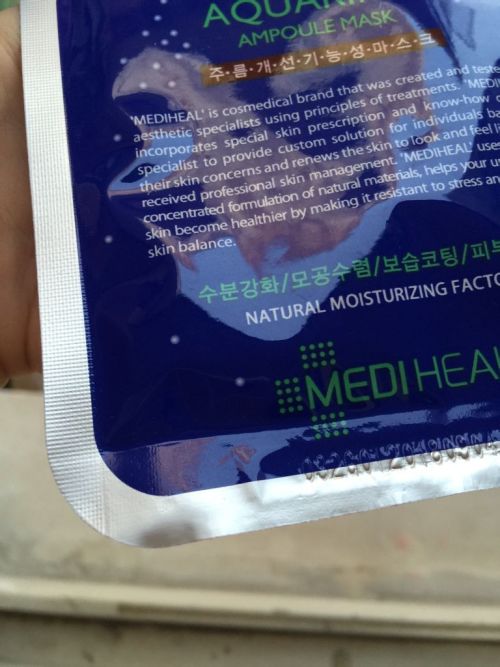 AQUARI
AMPOULE MASK
주·름·개·선·기·능·성·마·스·크
'MEDIHEAL' is cosmedical brand that was created and teste
aesthetic specialists using principles of treatments. 'MEDI
incorporates special skin prescription and know-how
specialist to provide custom solution for individuals ba
their skin concerns and renews the skin to look and feel
received professional skin management. 'MEDIHEAL' uses
concentrated formulation of natural materials, helps your u
skin become healthier by making it resistant to stress an
skin balance.
수분강화/모공수렴/보습코팅/피부
NATURAL MOISTURIZING FACTO
MEDIHEAL